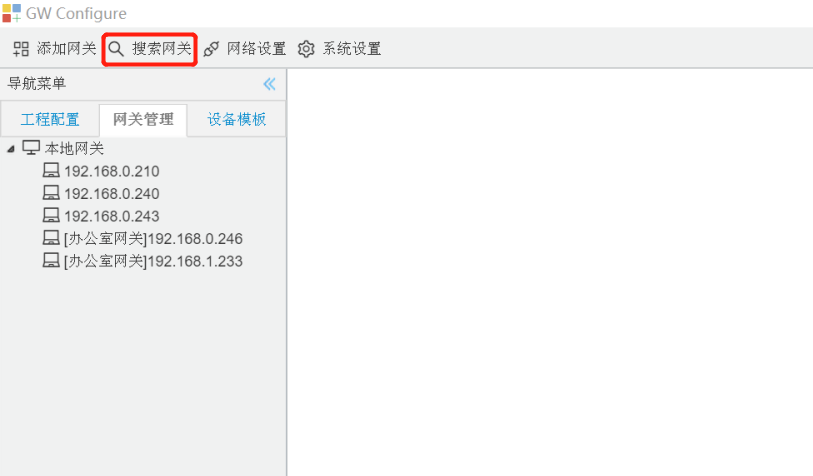 GW Configure
添加网关 搜索网关 网络设置 系统设置
导航菜单
工程配置 网关管理 设备模板
本地网关
192.168.0.210
192.168.0.240
192.168.0.243
[办公室网关]192.168.0.246
[办公室网关]192.168.1.233